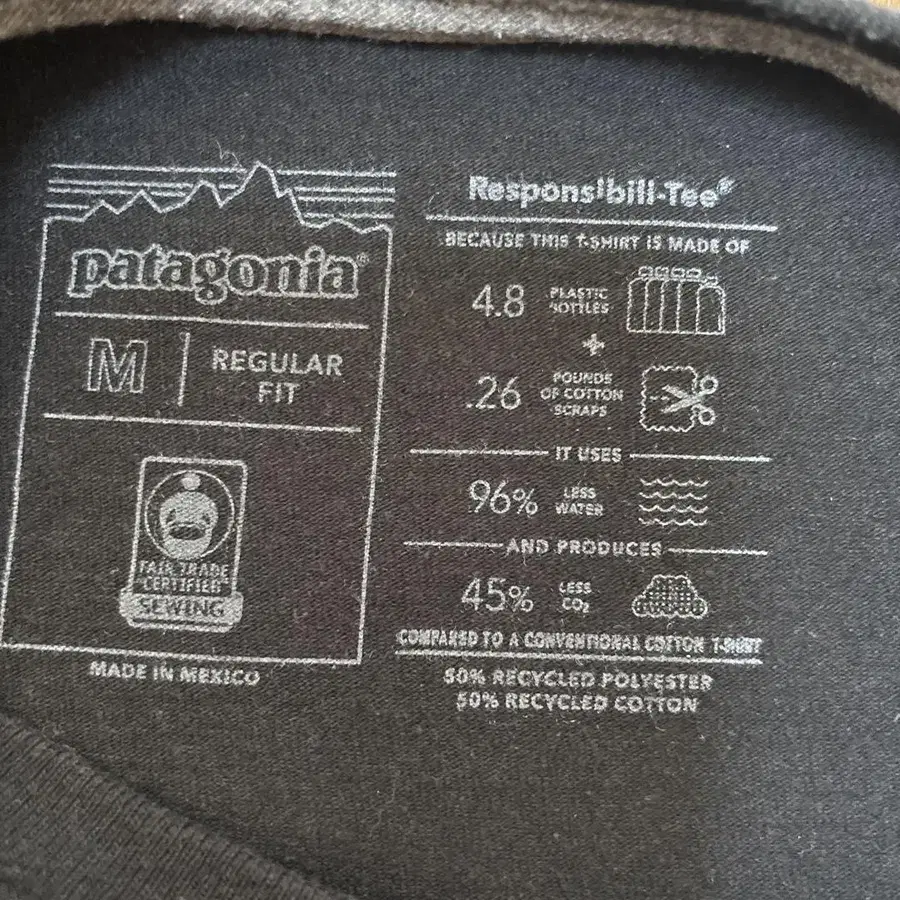 patagonia®
M
REGULAR
FIT
FAIR TRADE
CERTIFIED™
SEWING
MADE IN MEXICO
Responsibili-Tee®
BECAUSE THIS T-SHIRT IS MADE OF
4.8 PLASTIC
BOTTLES
+
.26 POUNDS
OF COTTON
SCRAPS
IT USES
96% LESS
WATER
AND PRODUCES
45% LESS
CO₂
COMPARED TO A CONVENTIONAL COTTON T-SHIRT
50% RECYCLED POLYESTER
50% RECYCLED COTTON